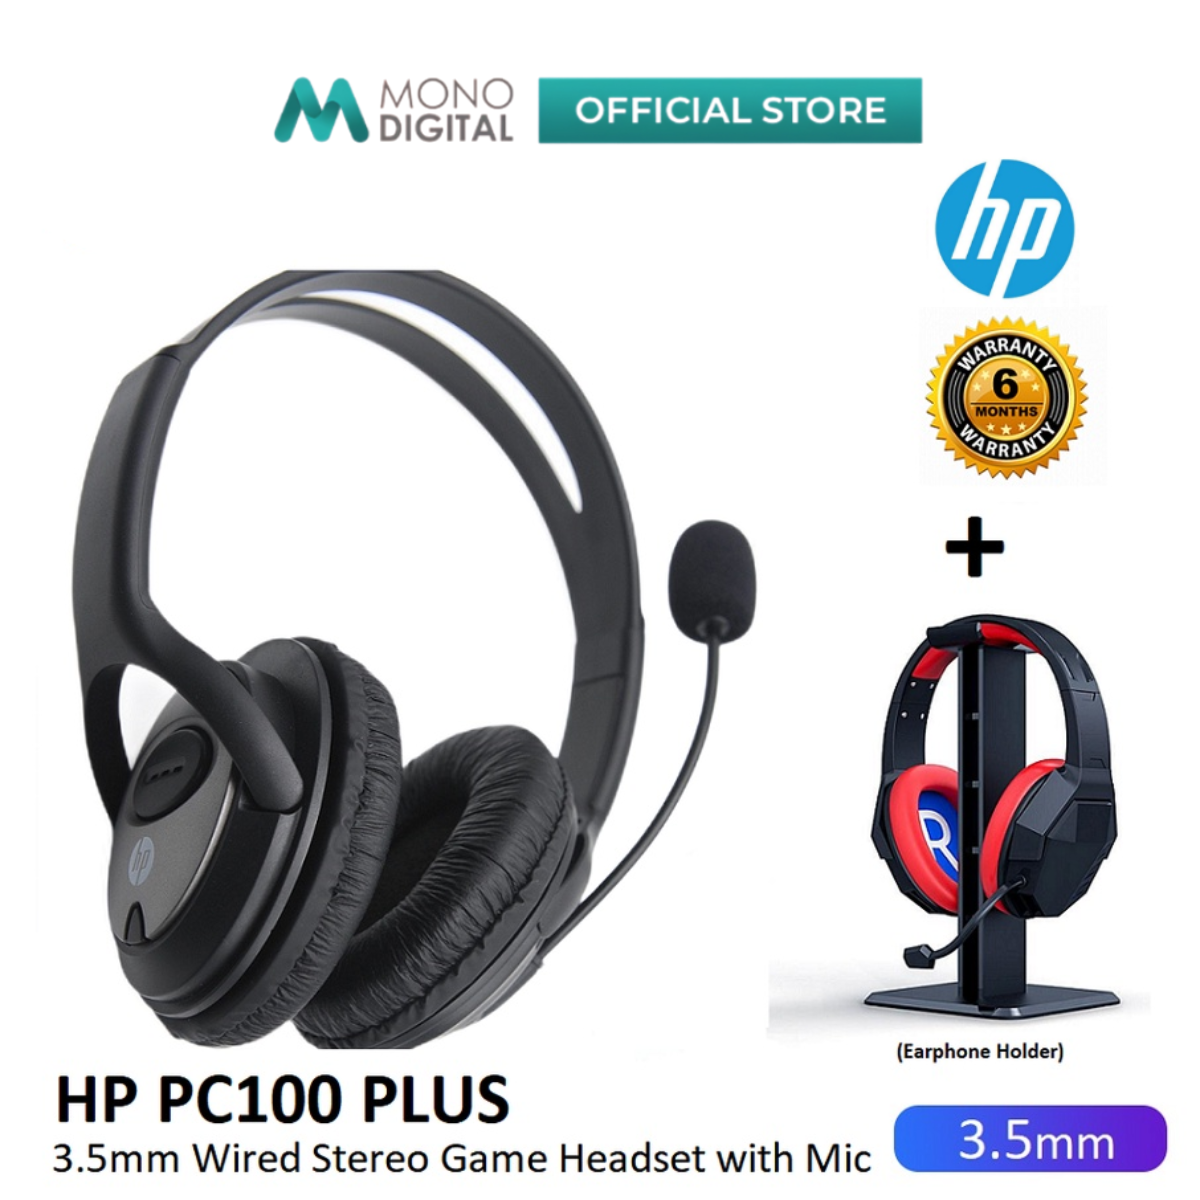 MONO
DIGITAL
OFFICIAL STORE
hp
WARRANTY
6
MONTHS
WARRANTY
hp
R
(Earphone Holder)
HP PC100 PLUS
3.5mm Wired Stereo Game Headset with Mic
3.5mm